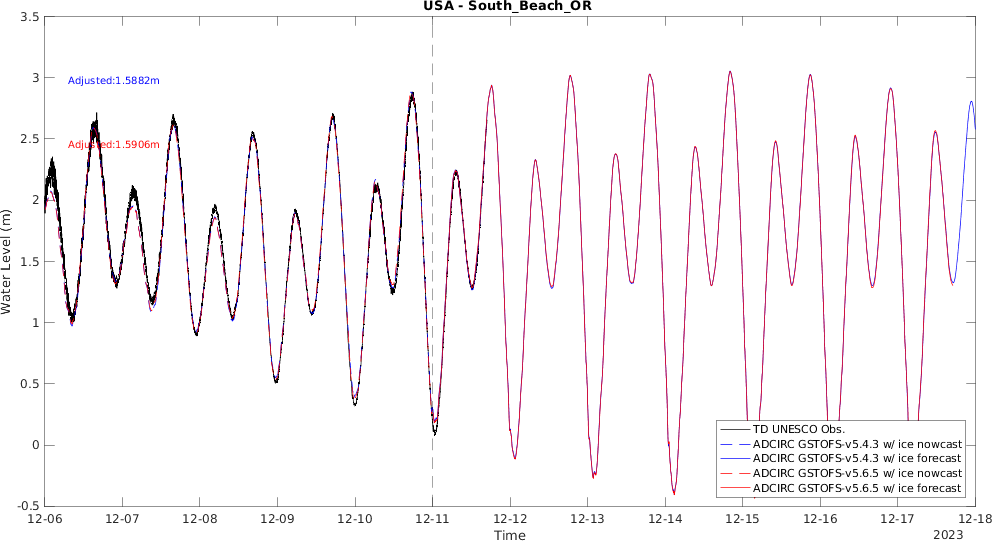 USA - South_Beach_OR
3.5
3
2.5
2
1.5
1
0.5
0
-0.5
Water Level (m)
Adjusted:1.5882m
Adjusted:1.5906m
TD UNESCO Obs.
ADCIRC GSTOFS-v5.4.3 w/ ice nowcast
ADCIRC GSTOFS-v5.4.3 w/ ice forecast
ADCIRC GSTOFS-v5.6.5 w/ ice nowcast
ADCIRC GSTOFS-v5.6.5 w/ ice forecast
12-06 12-07 12-08 12-09 12-10 12-11 12-12 12-13 12-14 12-15 12-16 12-17 12-18
Time
2023